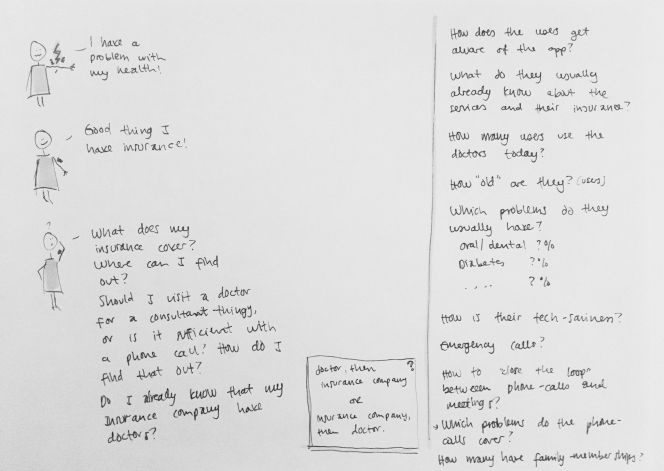 I have a
problem with
my health!
Good thing I
have insurance!
?
What does my
insurance cover?
Where can I find
out?
Should I visit a doctor
for a consultant-thingy,
or is it sufficient with
a phone call? How do I
find that out?
Do I already know that my
insurance company have
doctors?
?
doctor, then
insurance company
or
insurance company,
then doctor.
How does the users get
aware of the app?
What do they usually
already know about the
services and their insurance?
How many users use the
doctors today?
How "old" are they? (users)
Which problems do they
usually have?
Oral/dental ?%
Diabetes ?%
.... ?%
How is their tech-saviness?
Emergency calls?
How to close the loops
between phone-calls and
meetings?
Which problems do the phone-
calls cover?
How many have family-memberships?